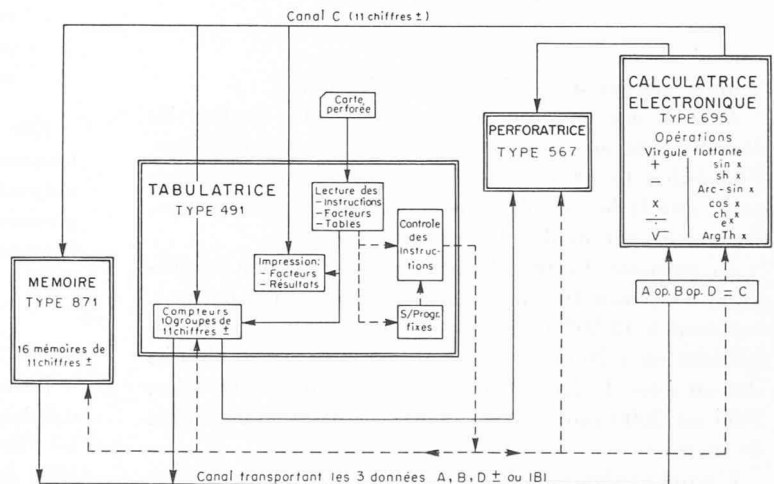 Canal C (11 chiffres ±)
Carte
perforée
TABULATRICE
TYPE 491
Lecture des
- Instructions
- Facteurs
- Tables
Controle
des
Instruc-
tions
Impression:
- Facteurs
- Résultats
Compteurs
10 groupes de
11 chiffres ±
S/Progr.
fixes
MEMOIRE
TYPE 871
16 mémoires de
11 chiffres ±
PERFORATRICE
TYPE 567
CALCULATRICE
ELECTRONIQUE
TYPE 695
Opérations
Virgule flottante
+ sin x
− sh x
Arc-sin x
x cos x
÷ ch x
e^x
√ ArgTh x
A op. B op. D = C
Canal transportant les 3 données A, B, D ± ou |B|